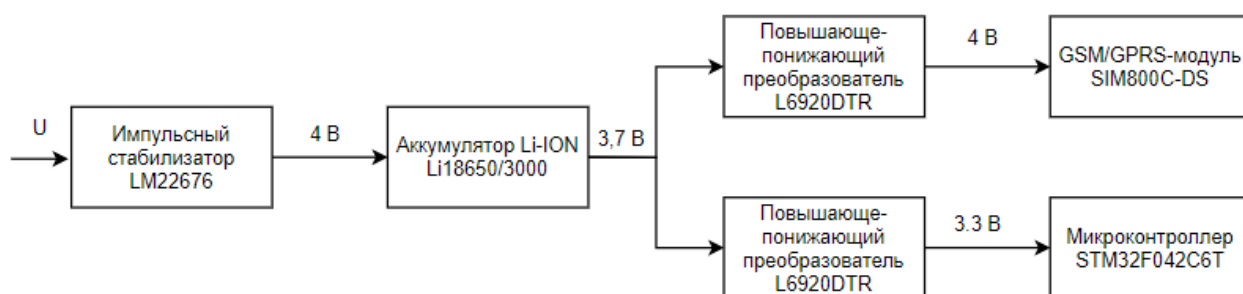 U
Импульсный
стабилизатор
LM22676
4 В
Аккумулятор Li-ION
Li18650/3000
3,7 В
Повышающе-
понижающий
преобразователь
L6920DTR
4 В
GSM/GPRS-модуль
SIM800C-DS
Повышающе-
понижающий
преобразователь
L6920DTR
3.3 В
Микроконтроллер
STM32F042C6T